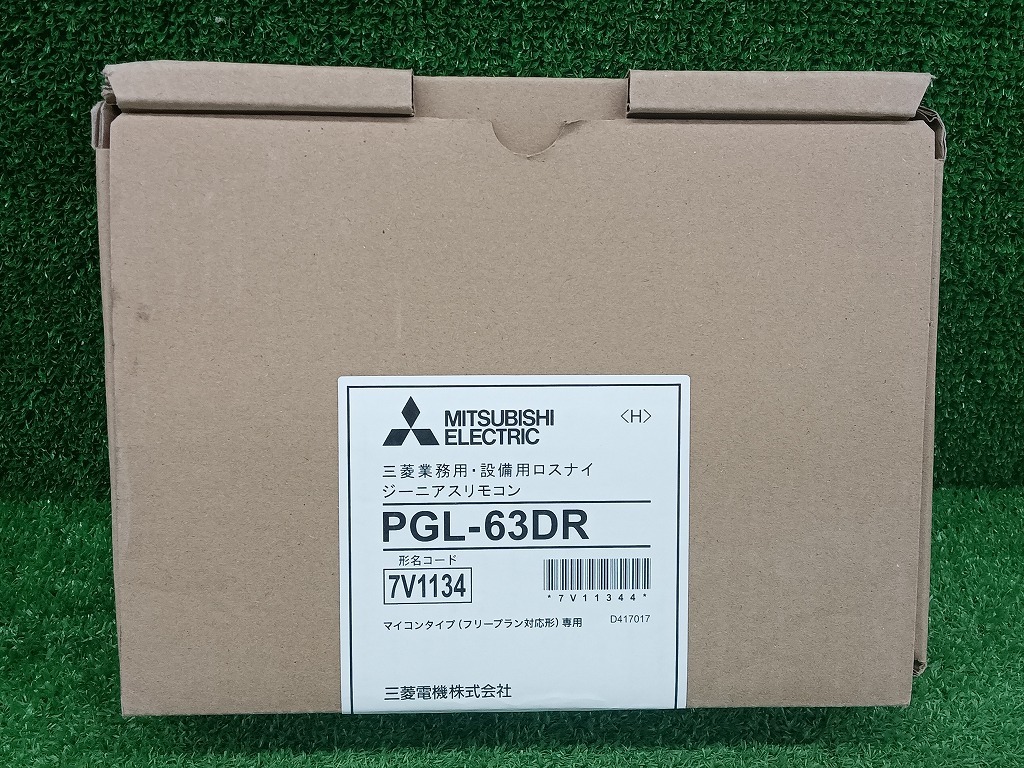 MITSUBISHI
ELECTRIC
〈H〉
三菱業務用・設備用ロスナイ
ジーニアスリモコン
PGL-63DR
形名コード
7V1134
*7V11344*
マイコンタイプ(フリープラン対応形)専用
D417017
三菱電機株式会社